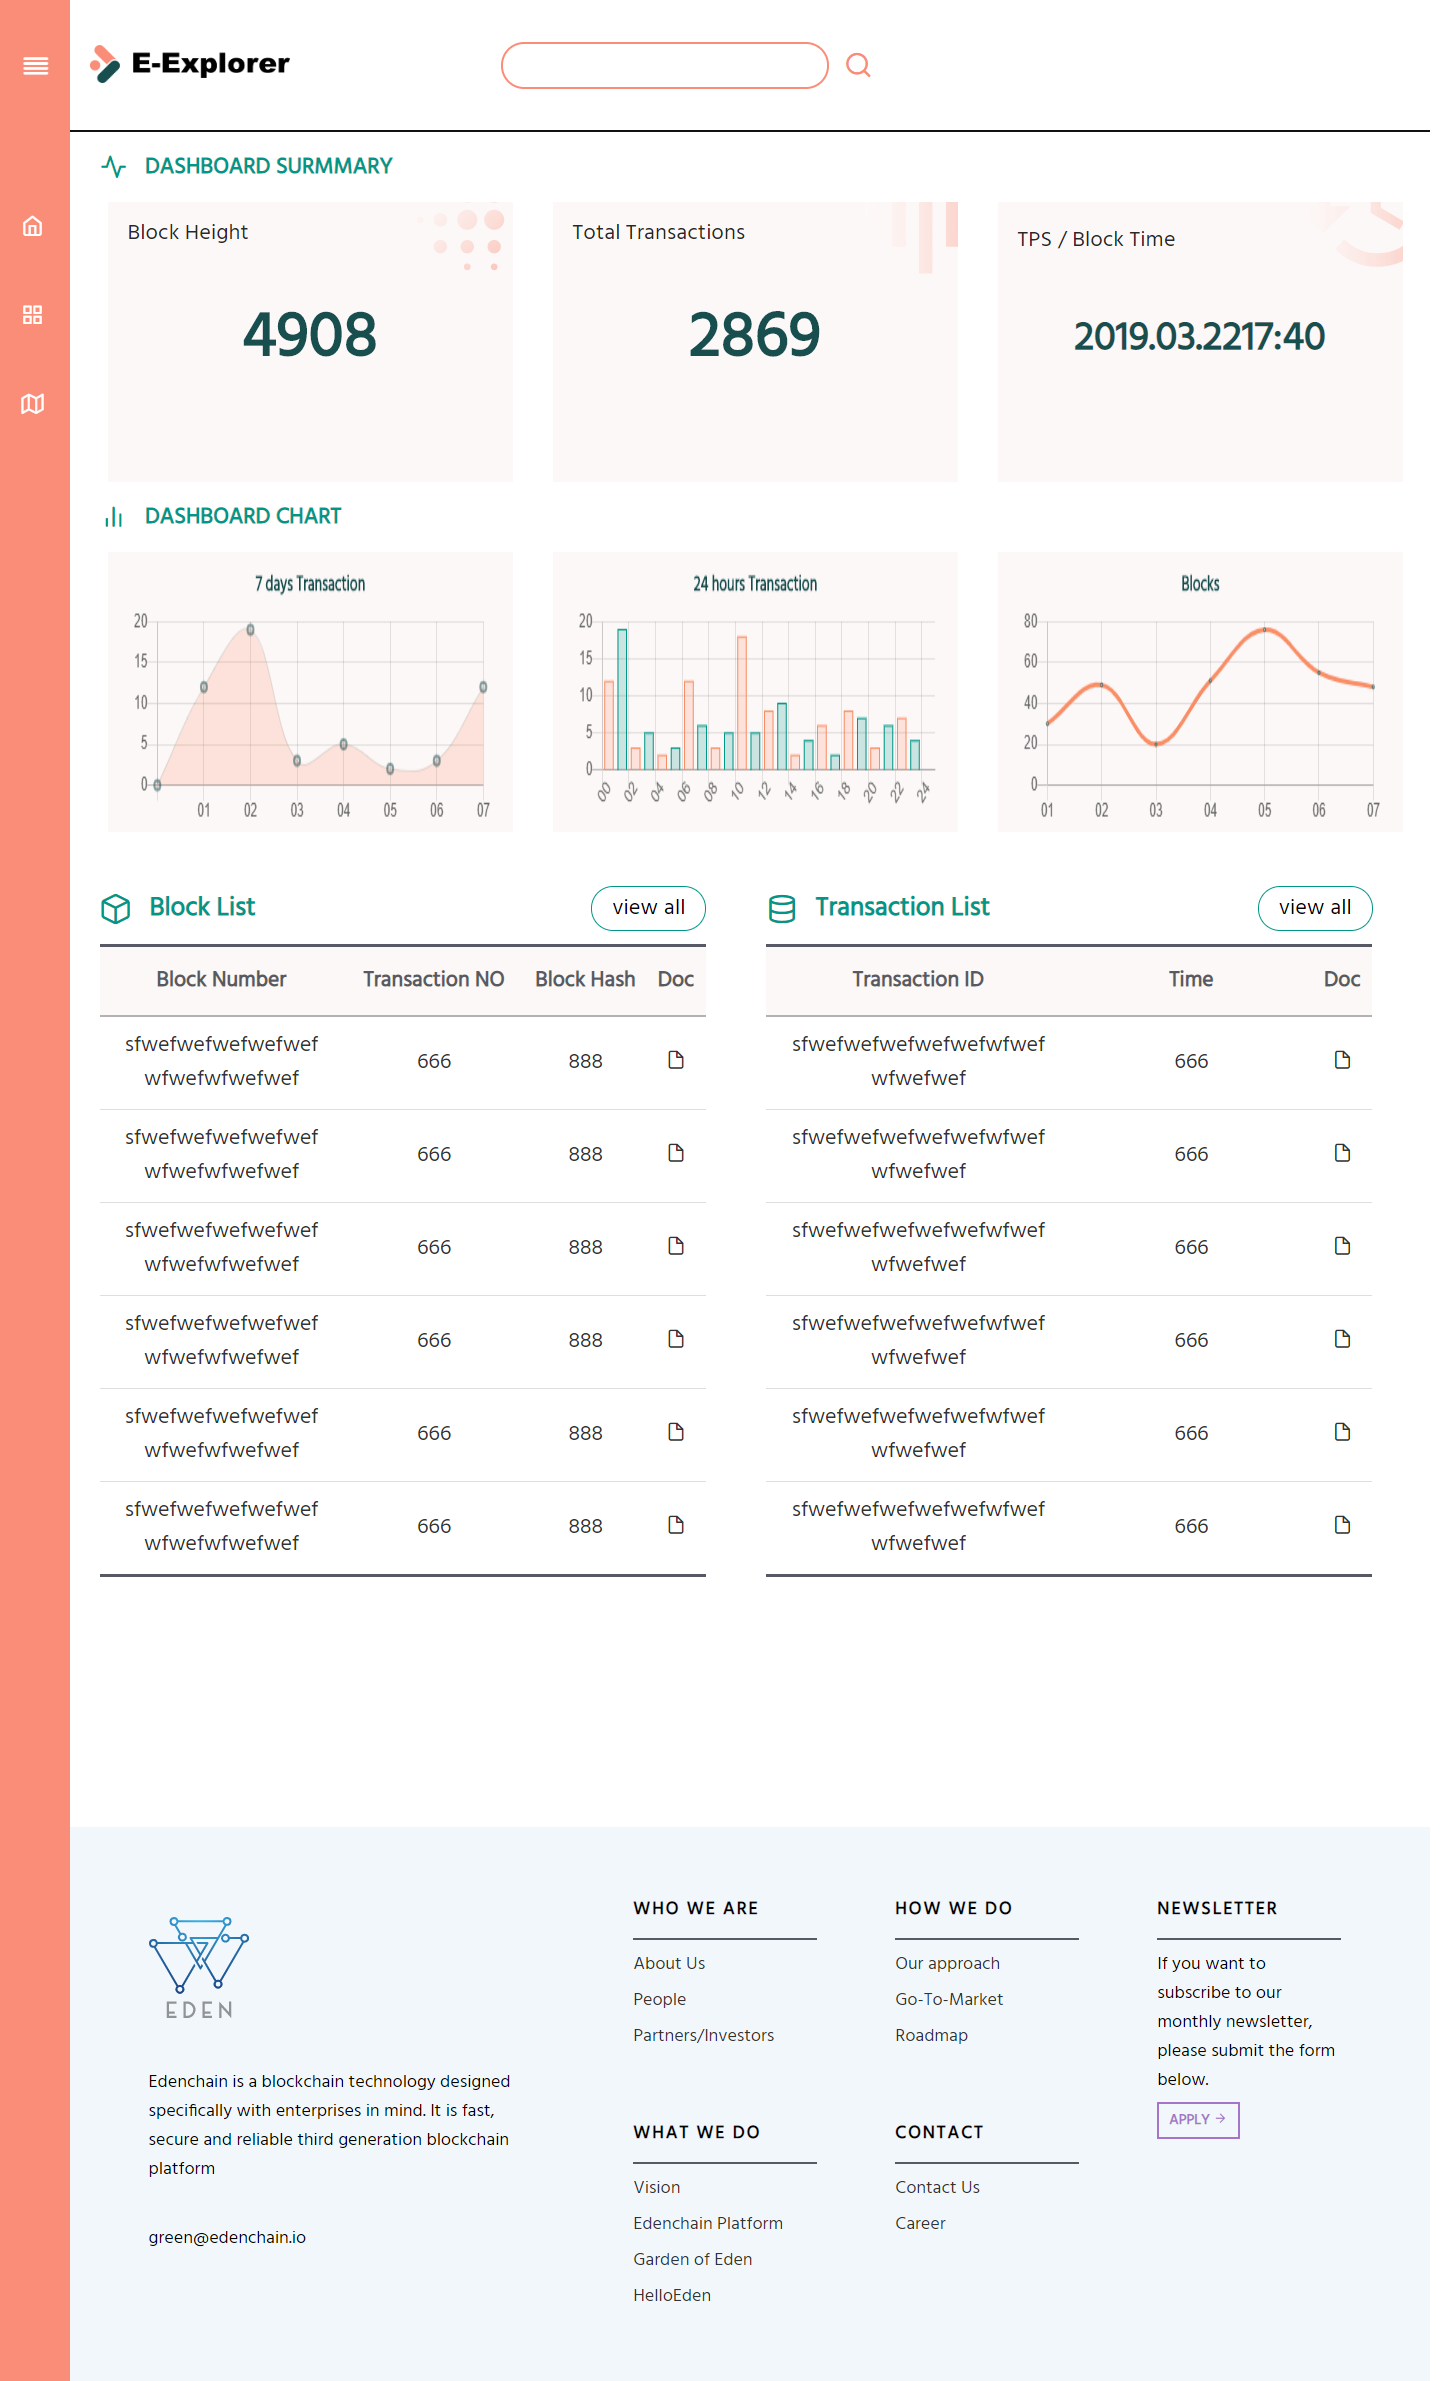 E-Explorer
DASHBOARD SURMMARY
Block Height
4908
Total Transactions
2869
TPS / Block Time
2019.03.2217:40
DASHBOARD CHART
7 days Transaction
20
15
10
5
0
01 02 03 04 05 06 07
24 hours Transaction
20
15
10
5
0
00 02 04 06 08 10 12 14 16 18 20 22 24
Blocks
80
60
40
20
0
01 02 03 04 05 06 07
Block List
view all
Block Number Transaction NO Block Hash Doc
sfwefwefwefwefwef
wfwefwfwefwef
666 888
sfwefwefwefwefwef
wfwefwfwefwef
666 888
sfwefwefwefwefwef
wfwefwfwefwef
666 888
sfwefwefwefwefwef
wfwefwfwefwef
666 888
sfwefwefwefwefwef
wfwefwfwefwef
666 888
sfwefwefwefwefwef
wfwefwfwefwef
666 888
Transaction List
view all
Transaction ID Time Doc
sfwefwefwefwefwefwfwef
wfwefwef
666
sfwefwefwefwefwefwfwef
wfwefwef
666
sfwefwefwefwefwefwfwef
wfwefwef
666
sfwefwefwefwefwefwfwef
wfwefwef
666
sfwefwefwefwefwefwfwef
wfwefwef
666
sfwefwefwefwefwefwfwef
wfwefwef
666
EDEN
Edenchain is a blockchain technology designed
specifically with enterprises in mind. It is fast,
secure and reliable third generation blockchain
platform
green@edenchain.io
WHO WE ARE
About Us
People
Partners/Investors
HOW WE DO
Our approach
Go-To-Market
Roadmap
NEWSLETTER
If you want to
subscribe to our
monthly newsletter,
please submit the form
below.
APPLY →
WHAT WE DO
Vision
Edenchain Platform
Garden of Eden
HelloEden
CONTACT
Contact Us
Career